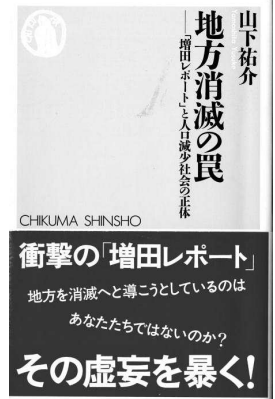 山下祐介
Yamashita Yusuke
地方消滅の罠
──「増田レポート」と人口減少社会の正体
CHIKUMA SHINSHO
衝撃の「増田レポート」
地方を消滅へと導こうとしているのは
あなたたちではないのか?
その虚妄を暴く!